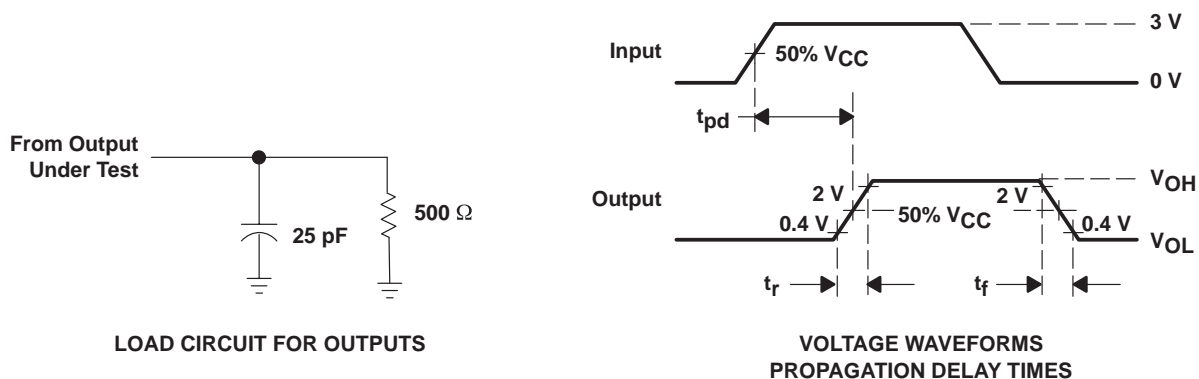 From Output
Under Test
25 pF
500 Ω
LOAD CIRCUIT FOR OUTPUTS
Input
50% VCC
3 V
0 V
tpd
Output
2 V
0.4 V
50% VCC
2 V
0.4 V
VOH
VOL
tr
tf
VOLTAGE WAVEFORMS
PROPAGATION DELAY TIMES